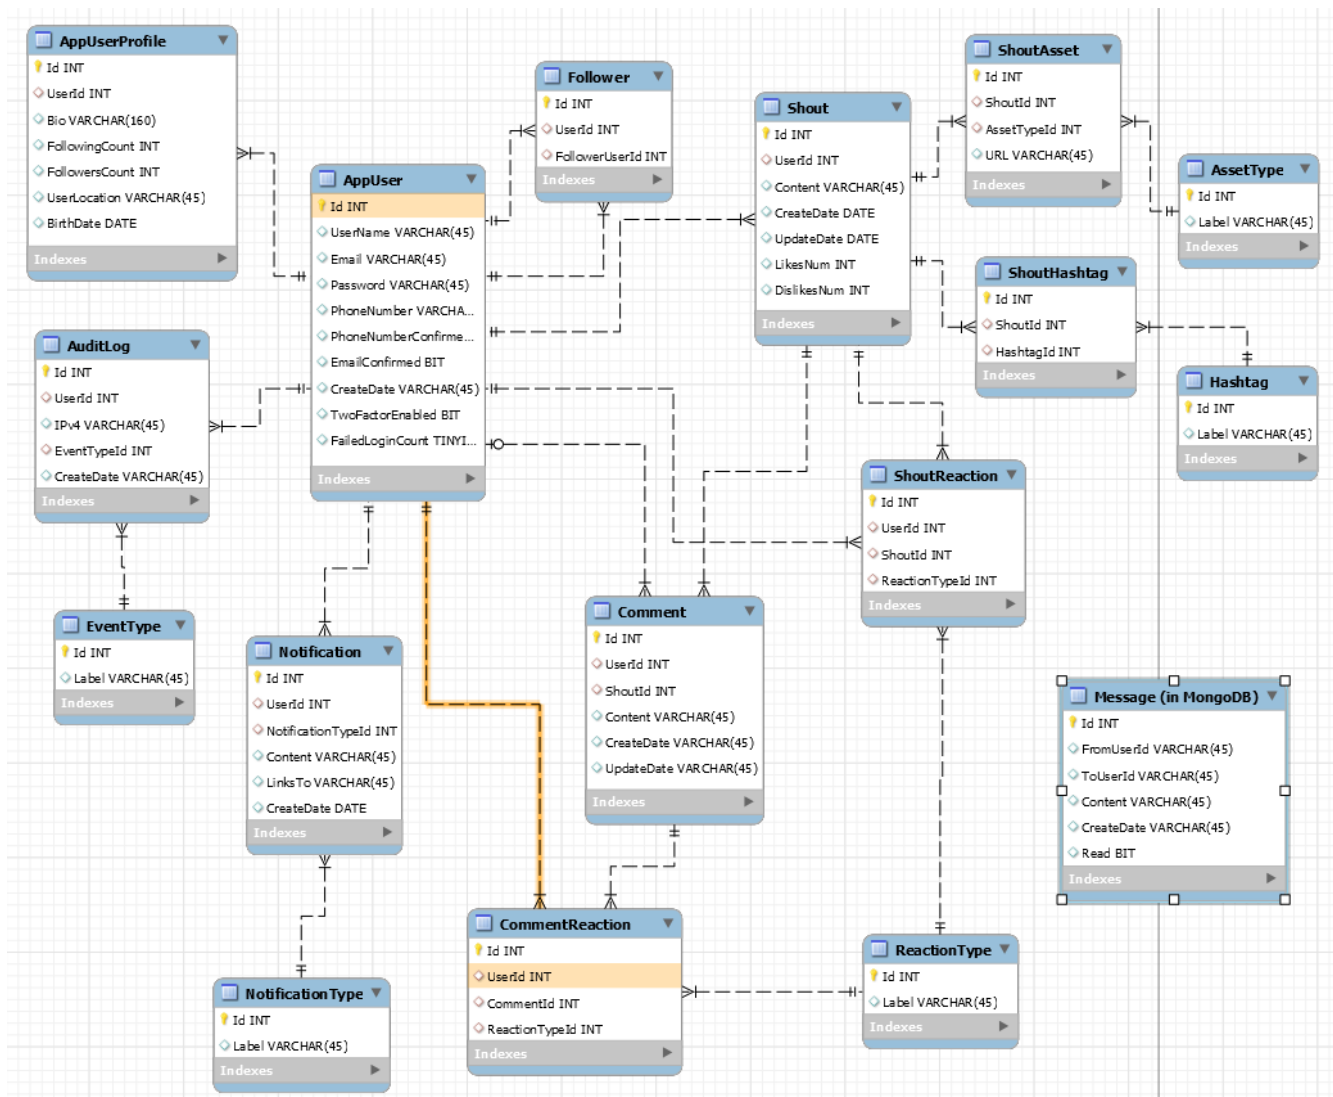 AppUserProfile
Id INT
UserId INT
Bio VARCHAR(160)
FollowingCount INT
FollowersCount INT
UserLocation VARCHAR(45)
BirthDate DATE
Indexes
AppUser
Id INT
UserName VARCHAR(45)
Email VARCHAR(45)
Password VARCHAR(45)
PhoneNumber VARCHA...
PhoneNumberConfirme...
EmailConfirmed BIT
CreateDate VARCHAR(45)
TwoFactorEnabled BIT
FailedLoginCount TINYI...
Indexes
Follower
Id INT
UserId INT
FollowerUserId INT
Indexes
Shout
Id INT
UserId INT
Content VARCHAR(45)
CreateDate DATE
UpdateDate DATE
LikesNum INT
DislikesNum INT
Indexes
ShoutAsset
Id INT
ShoutId INT
AssetTypeId INT
URL VARCHAR(45)
Indexes
AssetType
Id INT
Label VARCHAR(45)
Indexes
ShoutHashtag
Id INT
ShoutId INT
HashtagId INT
Indexes
Hashtag
Id INT
Label VARCHAR(45)
Indexes
AuditLog
Id INT
UserId INT
IPv4 VARCHAR(45)
EventTypeId INT
CreateDate VARCHAR(45)
Indexes
EventType
Id INT
Label VARCHAR(45)
Indexes
Notification
Id INT
UserId INT
NotificationTypeId INT
Content VARCHAR(45)
LinksTo VARCHAR(45)
CreateDate DATE
Indexes
NotificationType
Id INT
Label VARCHAR(45)
Indexes
Comment
Id INT
UserId INT
ShoutId INT
Content VARCHAR(45)
CreateDate VARCHAR(45)
UpdateDate VARCHAR(45)
Indexes
ShoutReaction
Id INT
UserId INT
ShoutId INT
ReactionTypeId INT
Indexes
CommentReaction
Id INT
UserId INT
CommentId INT
ReactionTypeId INT
Indexes
ReactionType
Id INT
Label VARCHAR(45)
Indexes
Message (in MongoDB)
Id INT
FromUserId VARCHAR(45)
ToUserId VARCHAR(45)
Content VARCHAR(45)
CreateDate VARCHAR(45)
Read BIT
Indexes